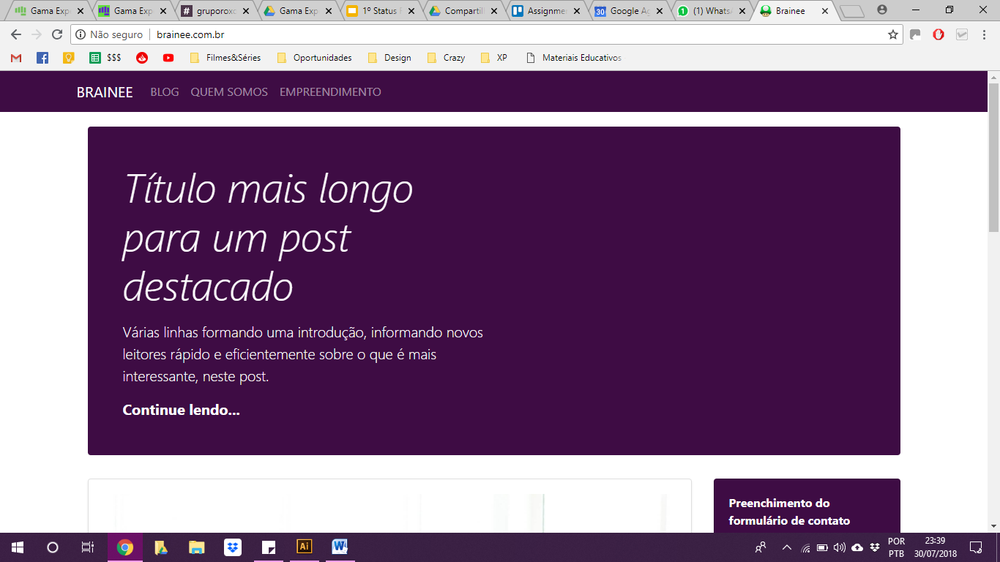 Gama Exp
Gama Exp
# gruporoxo
Gama Exp
1º Status
Compartil
Assignme
30 Google Ag
1 (1) Whats
Brainee
Não seguro | brainee.com.br
$$$ Filmes&Séries Oportunidades Design Crazy XP Materiais Educativos
BRAINEE BLOG QUEM SOMOS EMPREENDIMENTO
Título mais longo
para um post
destacado
Várias linhas formando uma introdução, informando novos
leitores rápido e eficientemente sobre o que é mais
interessante, neste post.
Continue lendo...
Preenchimento do
formulário de contato
Ai
POR
PTB
23:39
30/07/2018